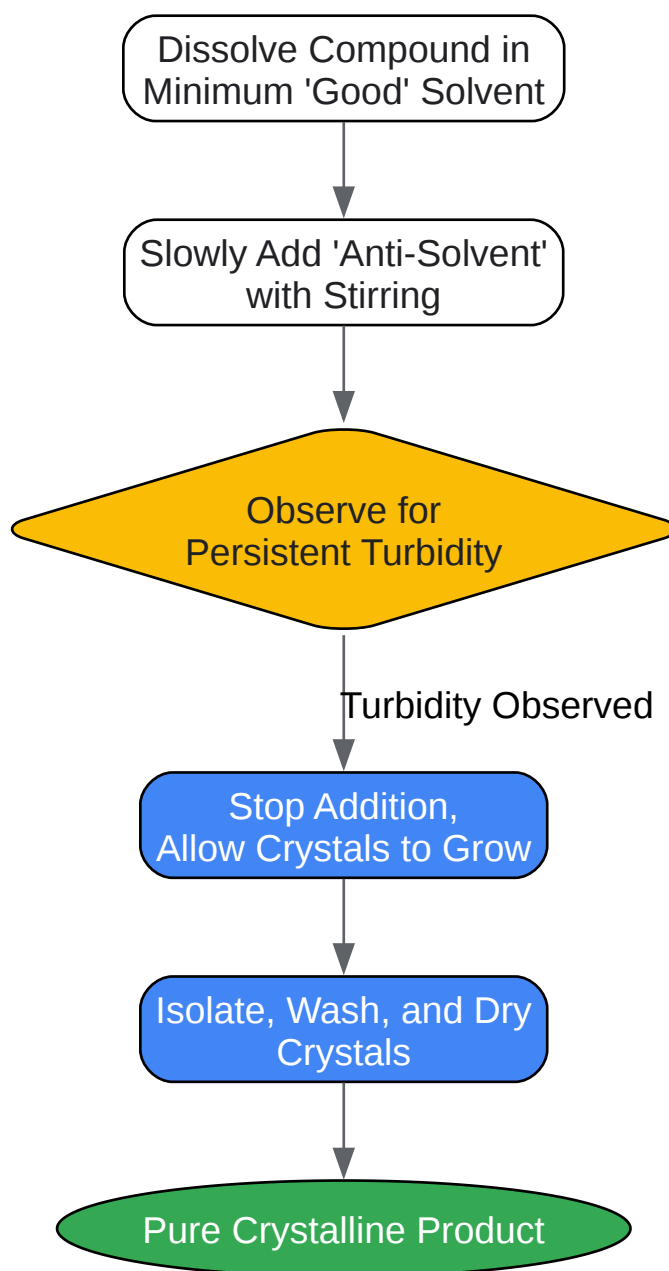 Dissolve Compound in
Minimum 'Good' Solvent
Slowly Add 'Anti-Solvent'
with Stirring
Observe for
Persistent Turbidity
Turbidity Observed
Stop Addition,
Allow Crystals to Grow
Isolate, Wash, and Dry
Crystals
Pure Crystalline Product